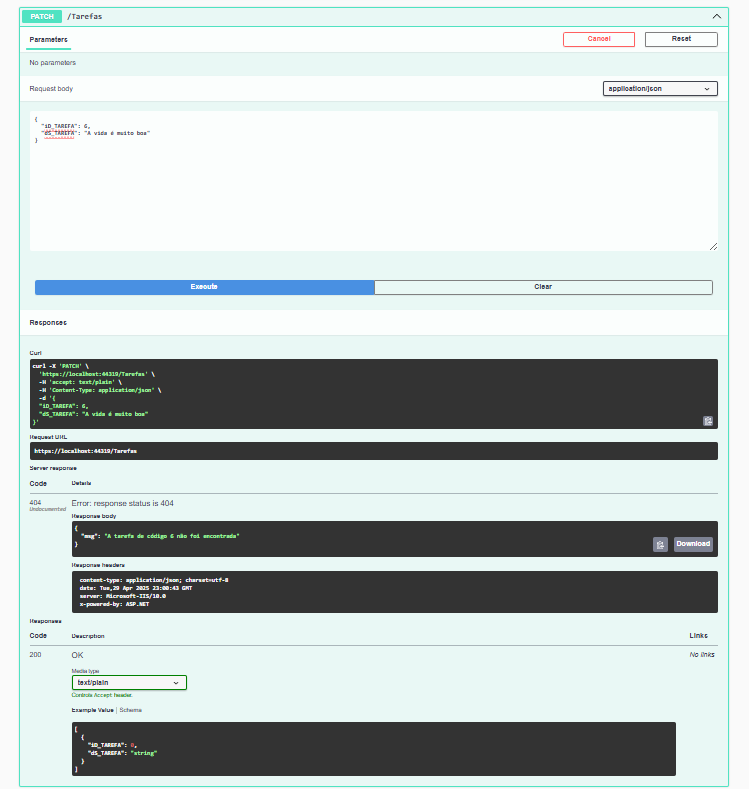 PATCH /Tarefas
Parameters Cancel Reset
No parameters
Request body application/json
{
"iD_TAREFA": 6,
"dS_TAREFA": "A vida é muito boa"
}
Execute Clear
Responses
Curl
curl -X 'PATCH' \
'https://localhost:44319/Tarefas' \
-H 'accept: text/plain' \
-H 'Content-Type: application/json' \
-d '{
"iD_TAREFA": 6,
"dS_TAREFA": "A vida é muito boa"
}'
Request URL
https://localhost:44319/Tarefas
Server response
Code Details
404 Error: response status is 404
Undocumented
Response body
{
"msg": "A tarefa de código 6 não foi encontrada"
}
Download
Response headers
content-type: application/json; charset=utf-8
date: Tue,29 Apr 2025 23:00:43 GMT
server: Microsoft-IIS/10.0
x-powered-by: ASP.NET
Responses
Code Description Links
200 OK No links
Media type
text/plain
Controls Accept header.
Example Value | Schema
[
{
"iD_TAREFA": 0,
"dS_TAREFA": "string"
}
]